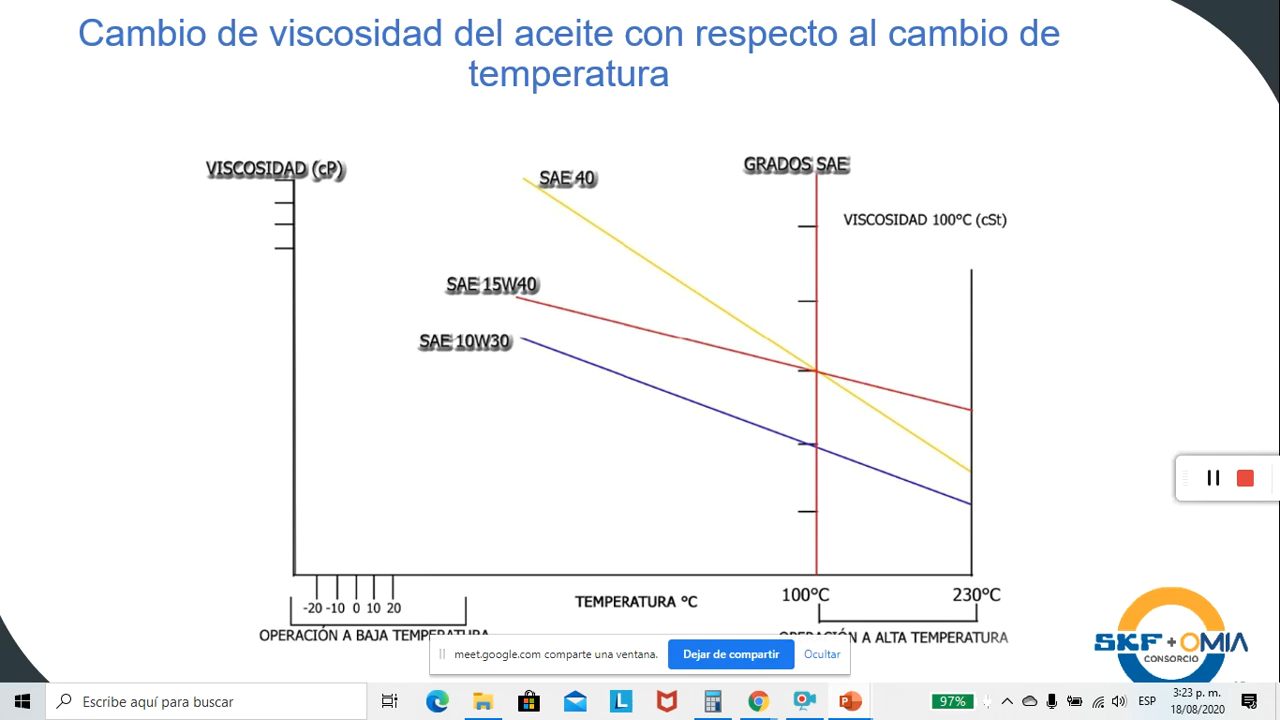 Cambio de viscosidad del aceite con respecto al cambio de
temperatura
VISCOSIDAD (cP)
GRADOS SAE
SAE 40
VISCOSIDAD 100°C (cSt)
SAE 15W40
SAE 10W30
-20 -10 0 10 20
TEMPERATURA °C
100°C
230°C
OPERACIÓN A BAJA TEMPERATURA
OPERACIÓN A ALTA TEMPERATURA
SKF+OMIA
CONSORCIO
meet.google.com comparte una ventana.
Dejar de compartir
Ocultar
Escribe aquí para buscar
97%
ESP
3:23 p. m.
18/08/2020